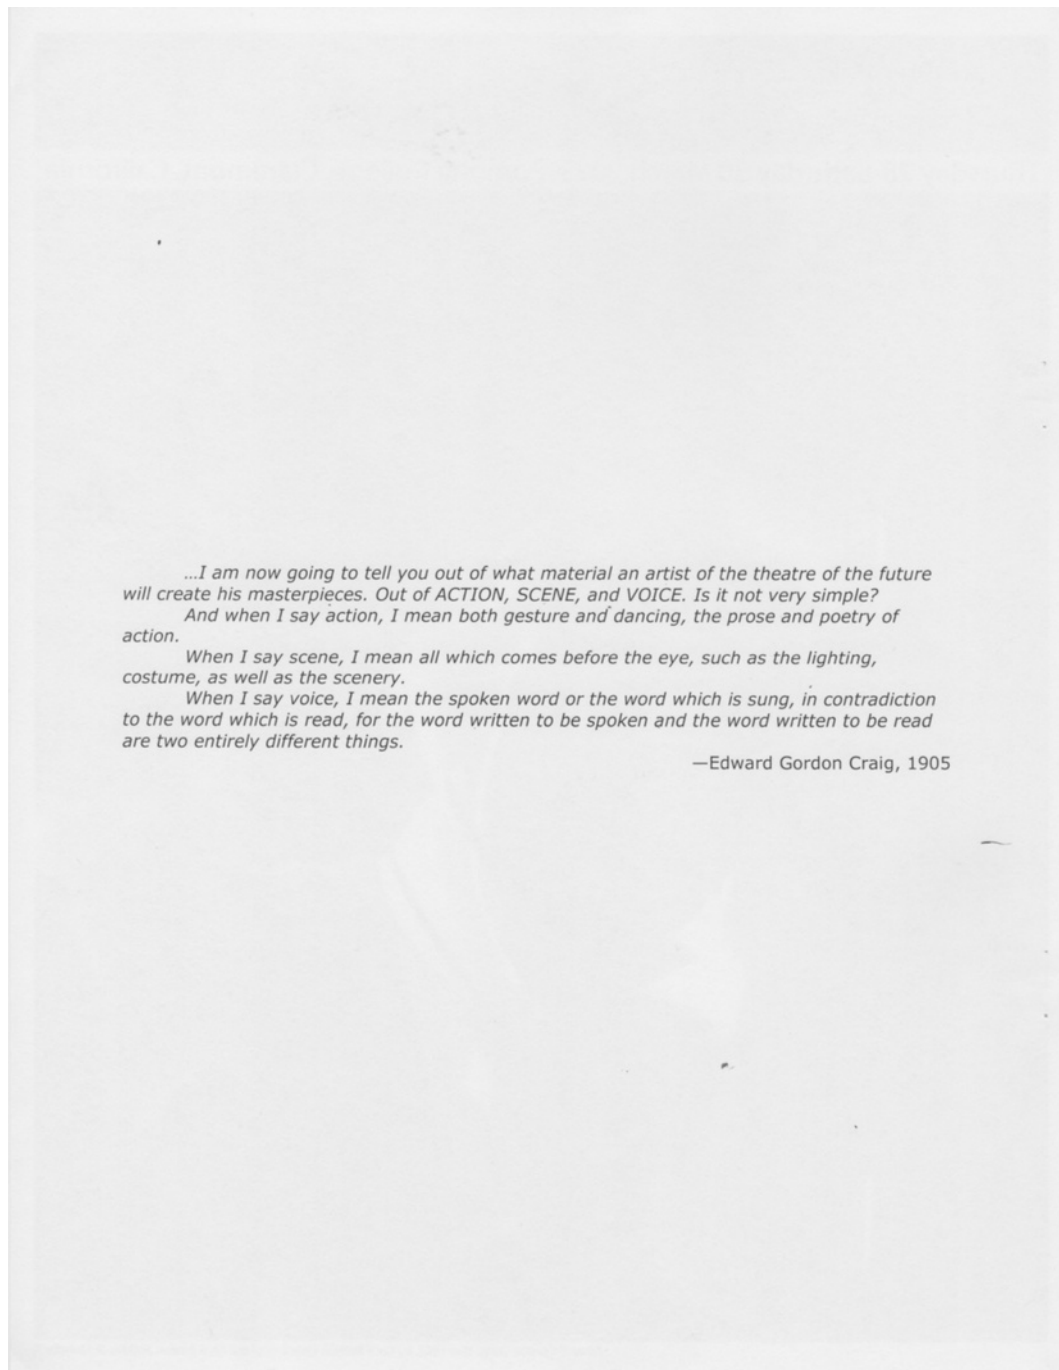 ...I am now going to tell you out of what material an artist of the theatre of the future
will create his masterpieces. Out of ACTION, SCENE, and VOICE. Is it not very simple?
And when I say action, I mean both gesture and dancing, the prose and poetry of
action.
When I say scene, I mean all which comes before the eye, such as the lighting,
costume, as well as the scenery.
When I say voice, I mean the spoken word or the word which is sung, in contradiction
to the word which is read, for the word written to be spoken and the word written to be read
are two entirely different things.
—Edward Gordon Craig, 1905